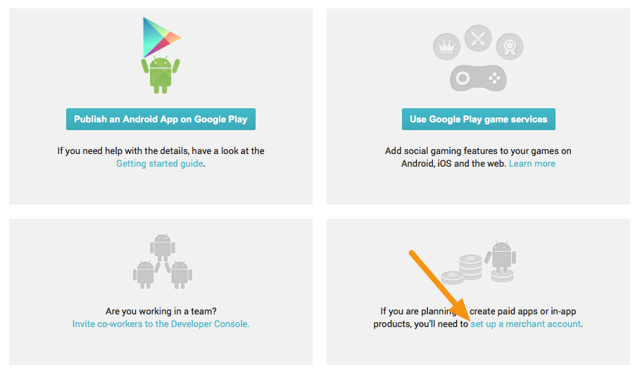 Publish an Android App on Google Play
If you need help with the details, have a look at the
Getting started guide.
Use Google Play game services
Add social gaming features to your games on
Android, iOS and the web. Learn more
Are you working in a team?
Invite co-workers to the Developer Console.
If you are planning create paid apps or in-app
products, you'll need to set up a merchant account.